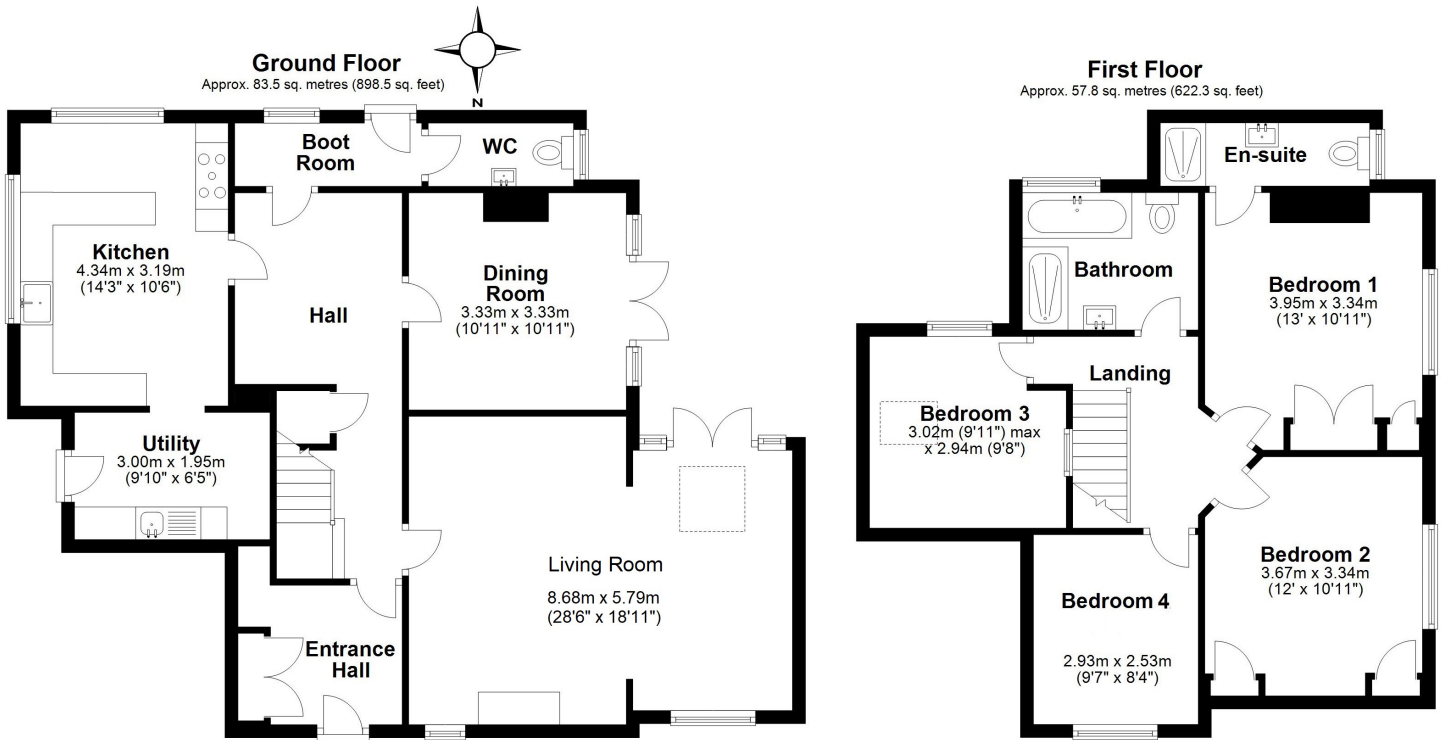 Ground Floor
Approx. 83.5 sq. metres (898.5 sq. feet)
N
Boot
Room
WC
Kitchen
4.34m x 3.19m
(14'3" x 10'6")
Hall
Dining
Room
3.33m x 3.33m
(10'11" x 10'11")
Utility
3.00m x 1.95m
(9'10" x 6'5")
Living Room
8.68m x 5.79m
(28'6" x 18'11")
Entrance
Hall
First Floor
Approx. 57.8 sq. metres (622.3 sq. feet)
En-suite
Bathroom
Bedroom 1
3.95m x 3.34m
(13' x 10'11")
Landing
Bedroom 3
3.02m (9'11") max
x 2.94m (9'8")
Bedroom 2
3.67m x 3.34m
(12' x 10'11")
Bedroom 4
2.93m x 2.53m
(9'7" x 8'4")